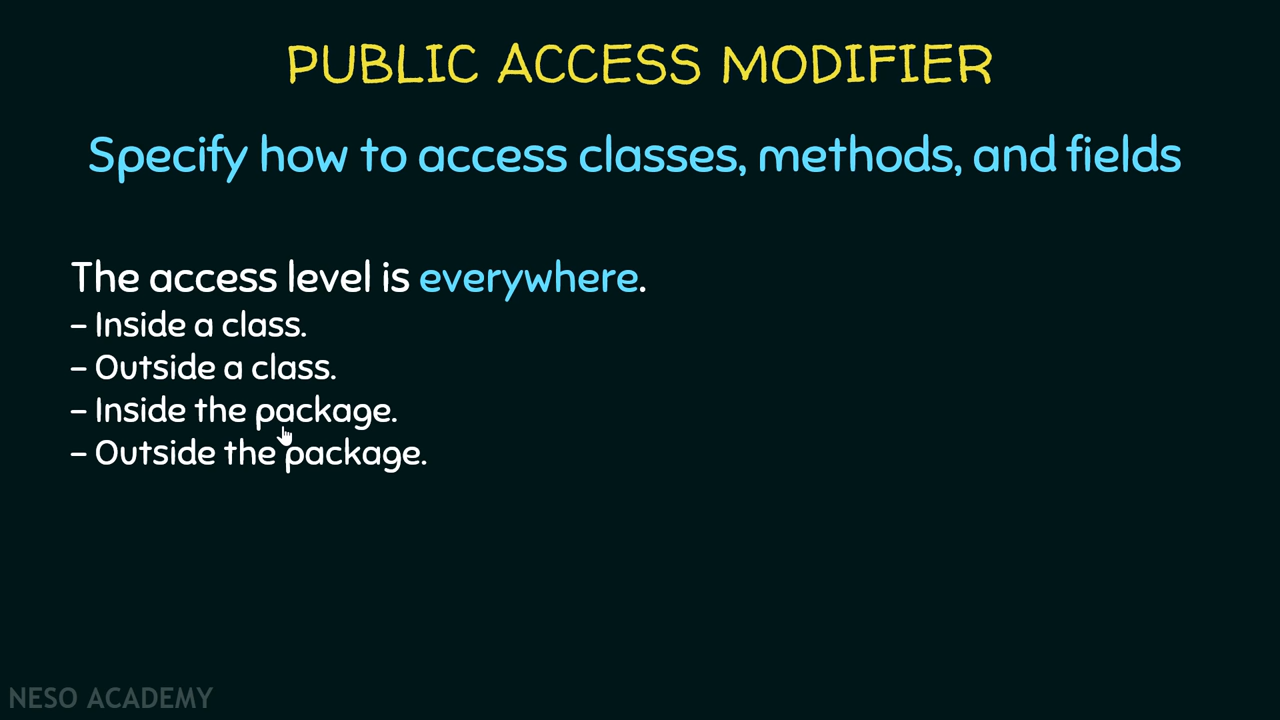 PUBLIC ACCESS MODIFIER
Specify how to access classes, methods, and fields
The access level is everywhere.
– Inside a class.
– Outside a class.
– Inside the package.
– Outside the package.
NESO ACADEMY